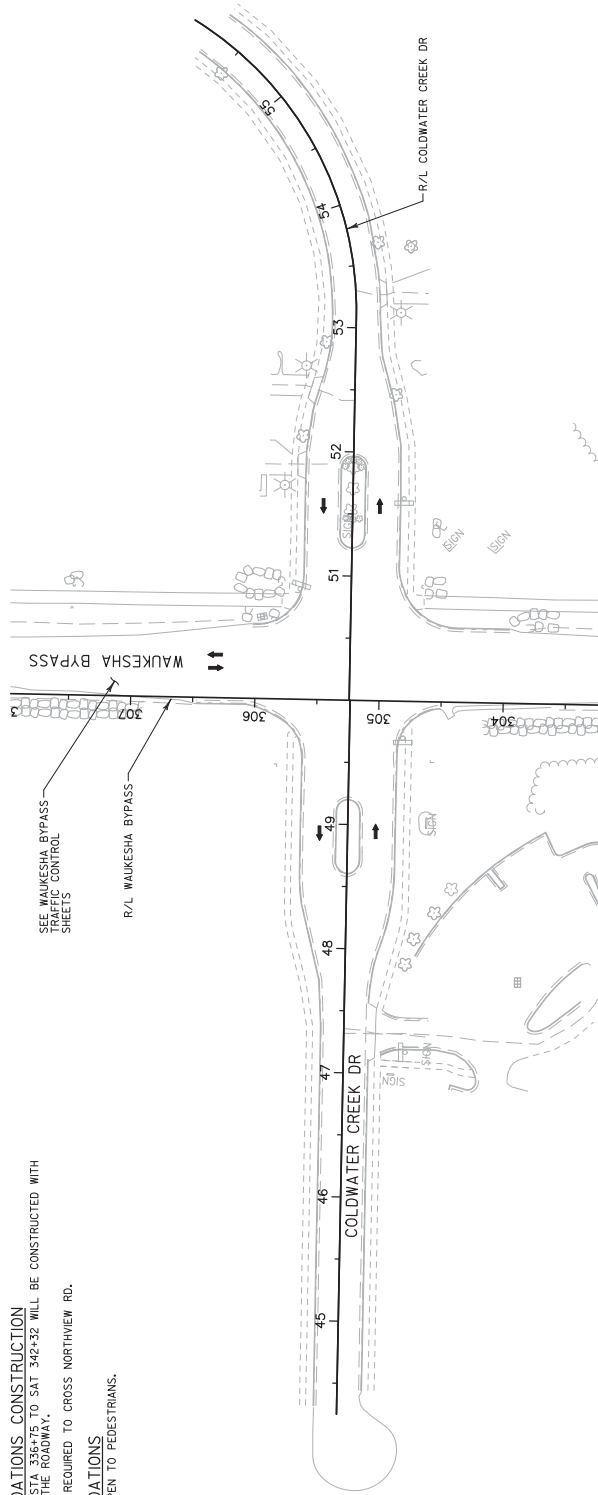 DATIONS CONSTRUCTION
STA 336+75 TO SAT 342+32 WILL BE CONSTRUCTED WITH
THE ROADWAY.
REQUIRED TO CROSS NORTHVIEW RD.
DATIONS
PEN TO PEDESTRIANS.
SEE WAUKESHA BYPASS
TRAFFIC CONTROL
SHEETS
R/L WAUKESHA BYPASS
WAUKESHA BYPASS
3
307
306
305
304
R/L COLDWATER CREEK DR
COLDWATER CREEK DR
45
46
47
48
49
51
52
53
54
55
SIGN
SIGN
SIGN
SIGN
SIGN
SIGN